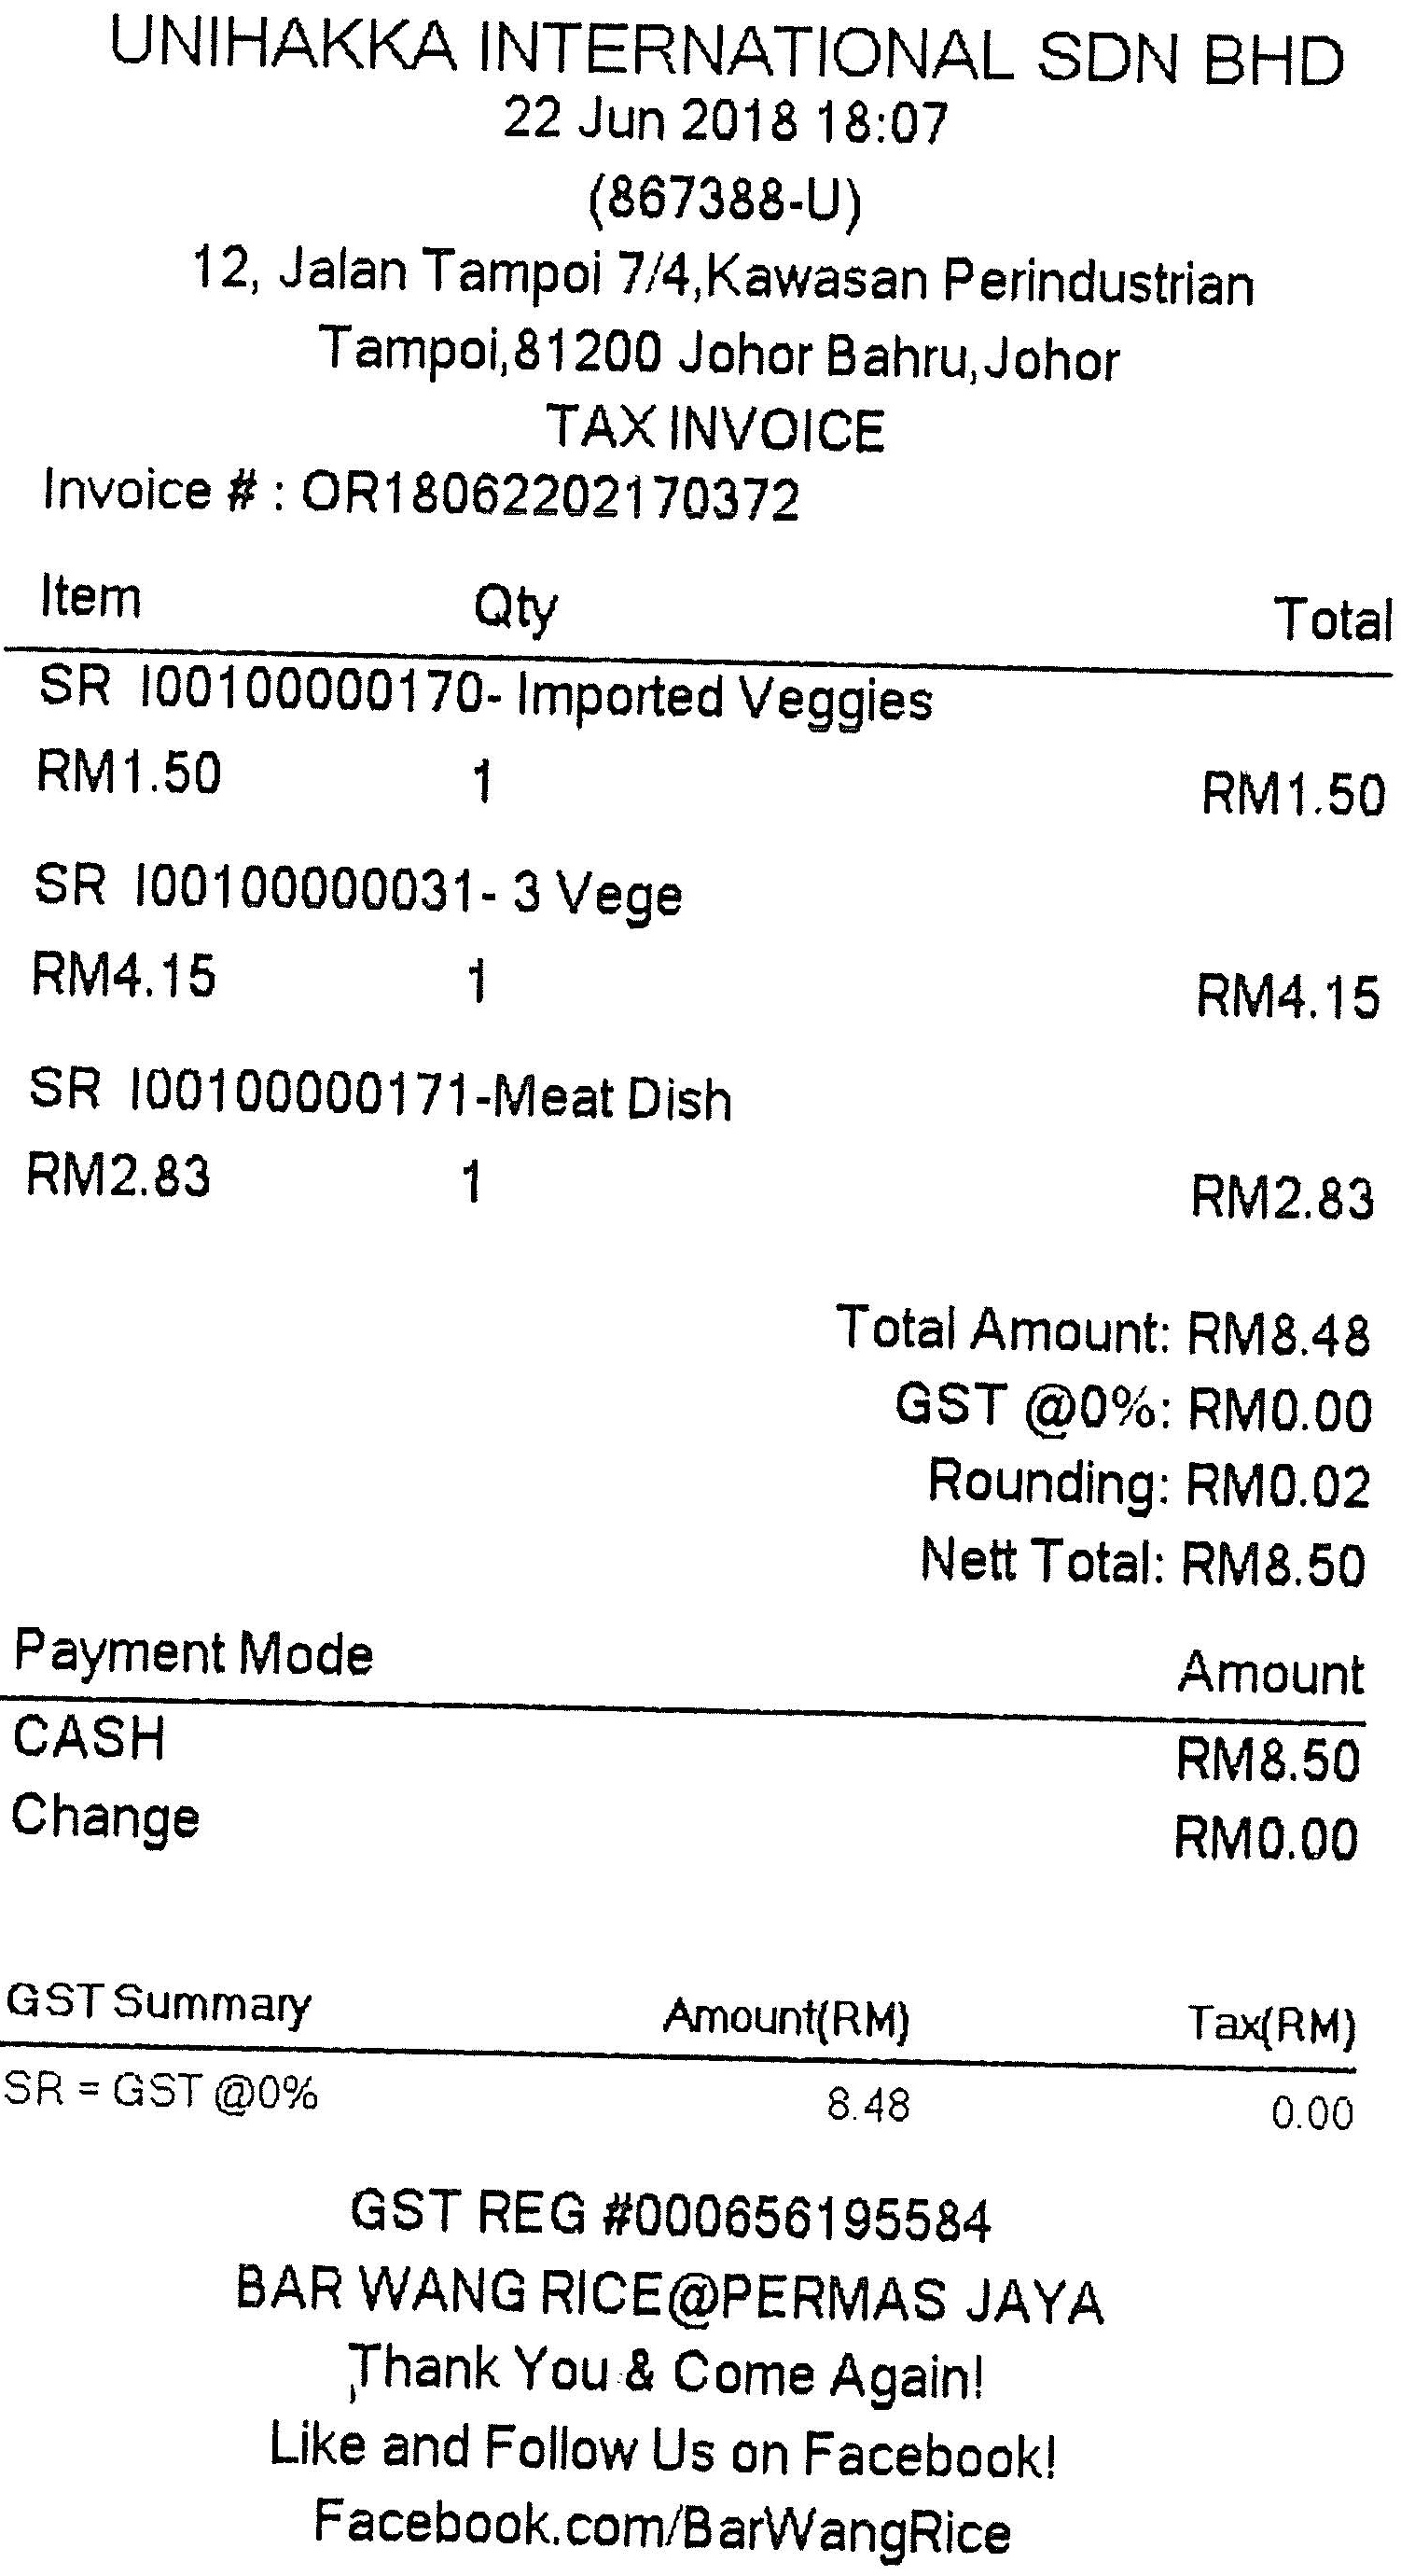 UNIHAKKA INTERNATIONAL SDN BHD
22 Jun 2018 18:07
(867388-U)
12, Jalan Tampoi 7/4,Kawasan Perindustrian
Tampoi,81200 Johor Bahru,Johor
TAX INVOICE
Invoice # : OR18062202170372
Item Qty Total
SR I00100000170- Imported Veggies
RM1.50 1 RM1.50
SR I00100000031- 3 Vege
RM4.15 1 RM4.15
SR I00100000171-Meat Dish
RM2.83 1 RM2.83
Total Amount: RM8.48
GST @0%: RM0.00
Rounding: RM0.02
Nett Total: RM8.50
Payment Mode Amount
CASH RM8.50
Change RM0.00
GST Summary Amount(RM) Tax(RM)
SR = GST @0% 8.48 0.00
GST REG #000656195584
BAR WANG RICE@PERMAS JAYA
Thank You & Come Again!
Like and Follow Us on Facebook!
Facebook.com/BarWangRice